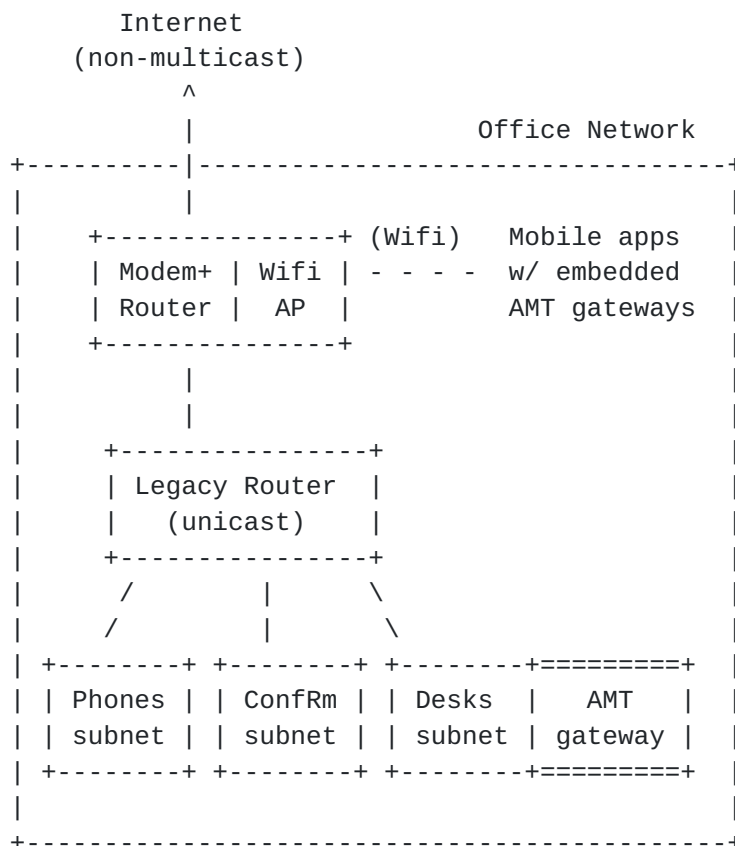 Internet
(non-multicast)
Office Network
(Wifi) Mobile apps
Modem+ | Wifi | - - - - w/ embedded
Router | AP | AMT gateways
Legacy Router
(unicast)
Phones | | ConfRm | | Desks | AMT
subnet | | subnet | | subnet | gateway